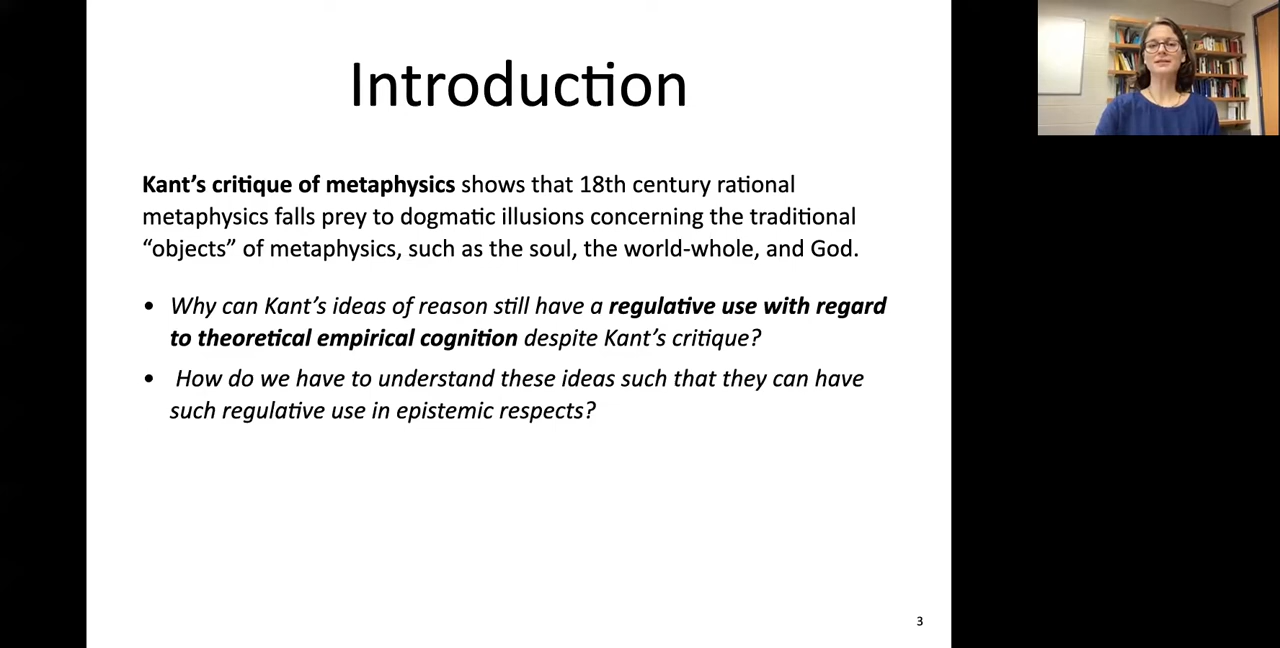 Introduction
Kant’s critique of metaphysics shows that 18th century rational
metaphysics falls prey to dogmatic illusions concerning the traditional
“objects” of metaphysics, such as the soul, the world-whole, and God.
• Why can Kant’s ideas of reason still have a regulative use with regard
to theoretical empirical cognition despite Kant’s critique?
• How do we have to understand these ideas such that they can have
such regulative use in epistemic respects?
3